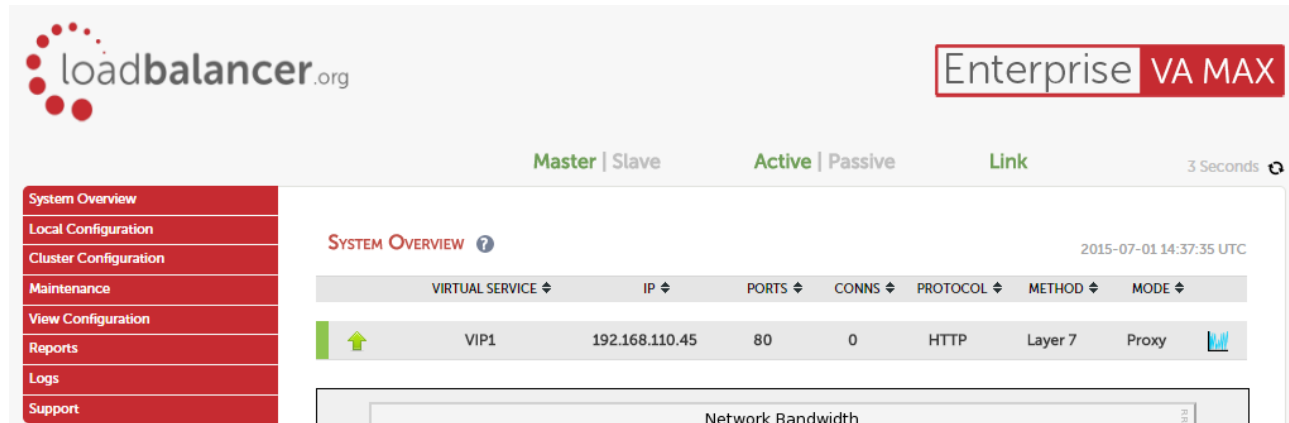 loadbalancer.org
Enterprise VA MAX
Master | Slave Active | Passive Link 3 Seconds
System Overview
Local Configuration
Cluster Configuration
Maintenance
View Configuration
Reports
Logs
Support
SYSTEM OVERVIEW ?
2015-07-01 14:37:35 UTC
VIRTUAL SERVICE IP PORTS CONNS PROTOCOL METHOD MODE
VIP1 192.168.110.45 80 0 HTTP Layer 7 Proxy
Network Bandwidth